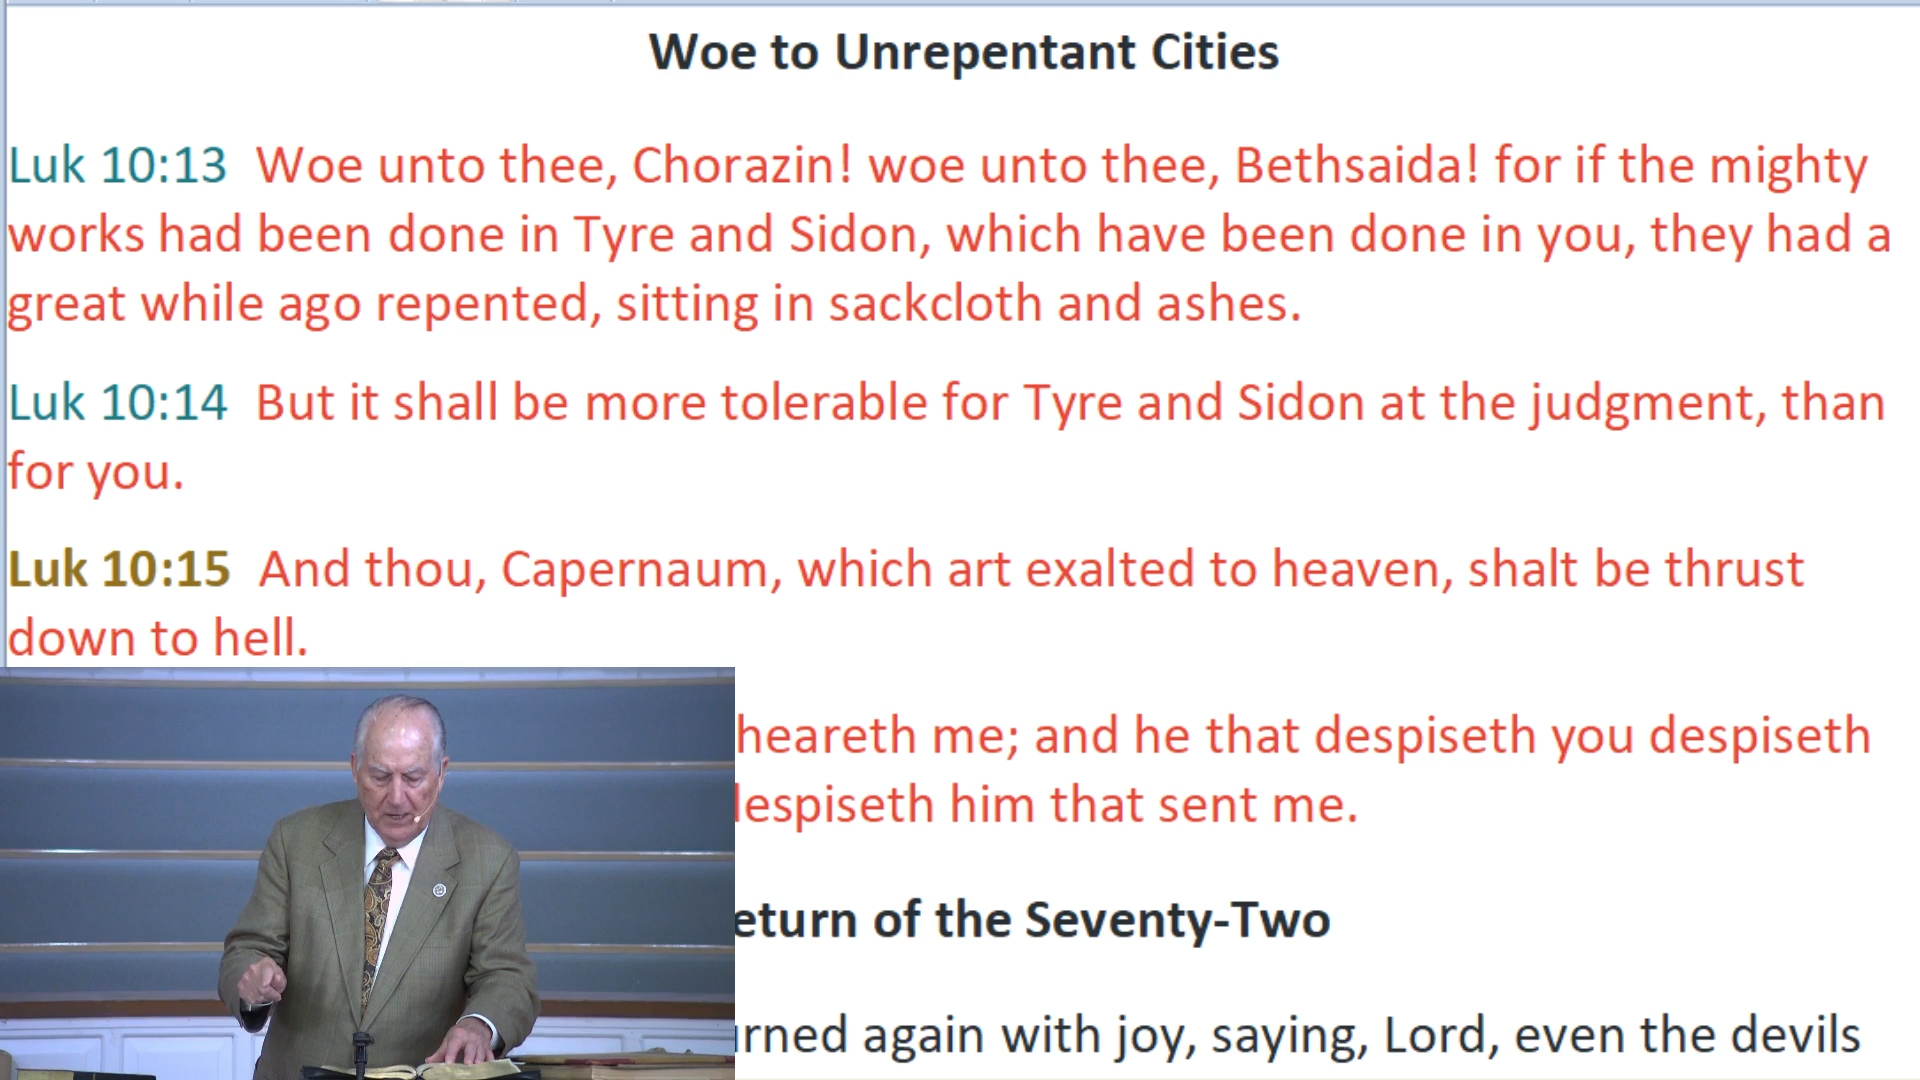 Woe to Unrepentant Cities
Luk 10:13 Woe unto thee, Chorazin! woe unto thee, Bethsaida! for if the mighty
works had been done in Tyre and Sidon, which have been done in you, they had a
great while ago repented, sitting in sackcloth and ashes.
Luk 10:14 But it shall be more tolerable for Tyre and Sidon at the judgment, than
for you.
Luk 10:15 And thou, Capernaum, which art exalted to heaven, shalt be thrust
down to hell.
heareth me; and he that despiseth you despiseth
espiseth him that sent me.
eturn of the Seventy-Two
urned again with joy, saying, Lord, even the devils